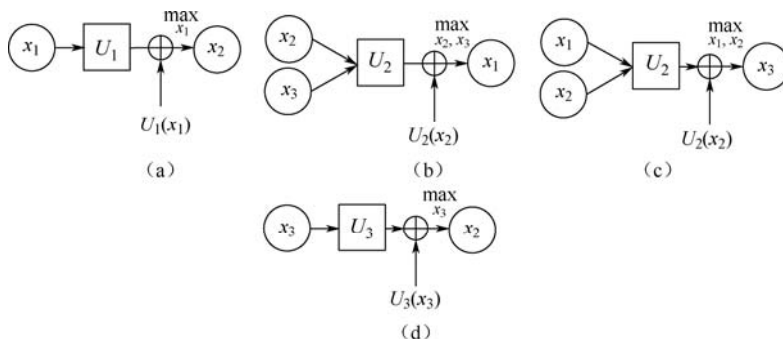 x₁ U₁ max x₁ x₂
U₁(x₁)
(a)
x₂ x₃ U₂ max x₂, x₃ x₁
U₂(x₂)
(b)
x₁ x₂ U₂ max x₁, x₂ x₃
U₂(x₂)
(c)
x₃ U₃ max x₃ x₂
U₃(x₃)
(d)